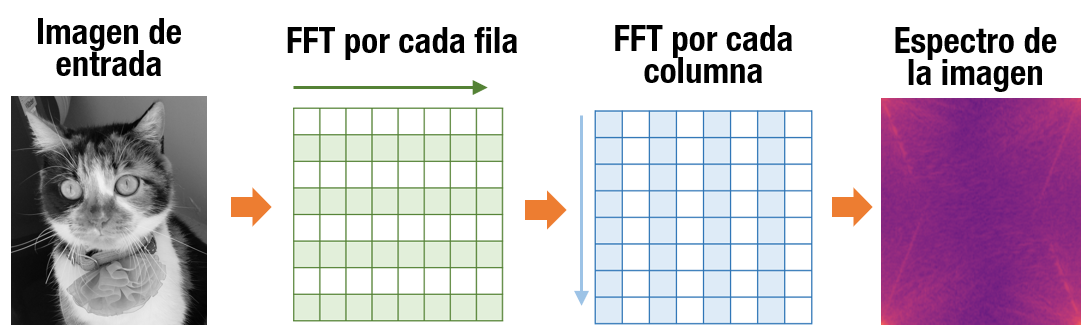 Imagen de
entrada
FFT por cada fila
FFT por cada
columna
Espectro de
la imagen